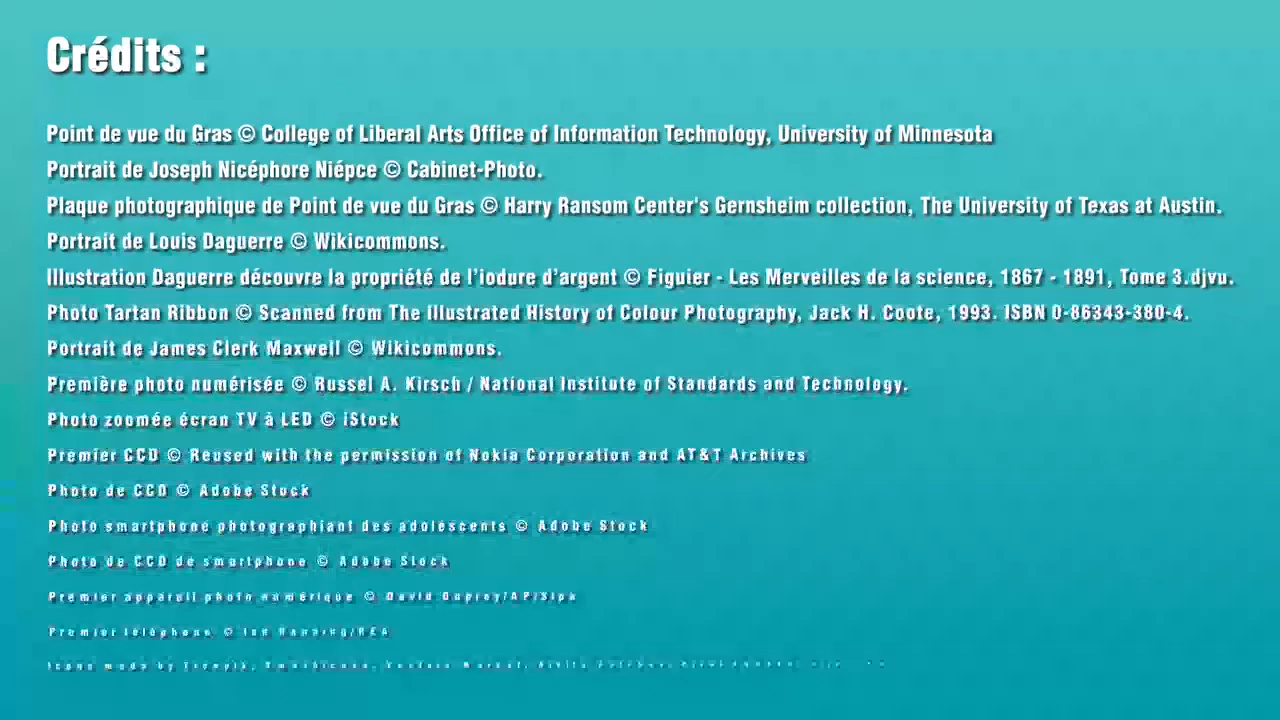 Crédits :
Point de vue du Gras © College of Liberal Arts Office of Information Technology, University of Minnesota
Portrait de Joseph Nicéphore Niépce © Cabinet-Photo.
Plaque photographique de Point de vue du Gras © Harry Ransom Center's Gernsheim collection, The University of Texas at Austin.
Portrait de Louis Daguerre © Wikicommons.
Illustration Daguerre découvre la propriété de l’iodure d’argent © Figuier - Les Merveilles de la science, 1867 - 1891, Tome 3.djvu.
Photo Tartan Ribbon © Scanned from The Illustrated History of Colour Photography, Jack H. Coote, 1993. ISBN 0-86343-380-4.
Portrait de James Clerk Maxwell © Wikicommons.
Première photo numérisée © Russel A. Kirsch / National Institute of Standards and Technology.
Photo zoomée écran TV à LED © iStock
Premier CCD © Reused with the permission of Nokia Corporation and AT&T Archives
Photo de CCD © Adobe Stock
Photo smartphone photographiant des adolescents © Adobe Stock
Photo de CCD de smartphone © Adobe Stock
Premier appareil photo numérique © David Duprey/AP/Sipa
Premier téléphone ©
Icons made by Freepik,